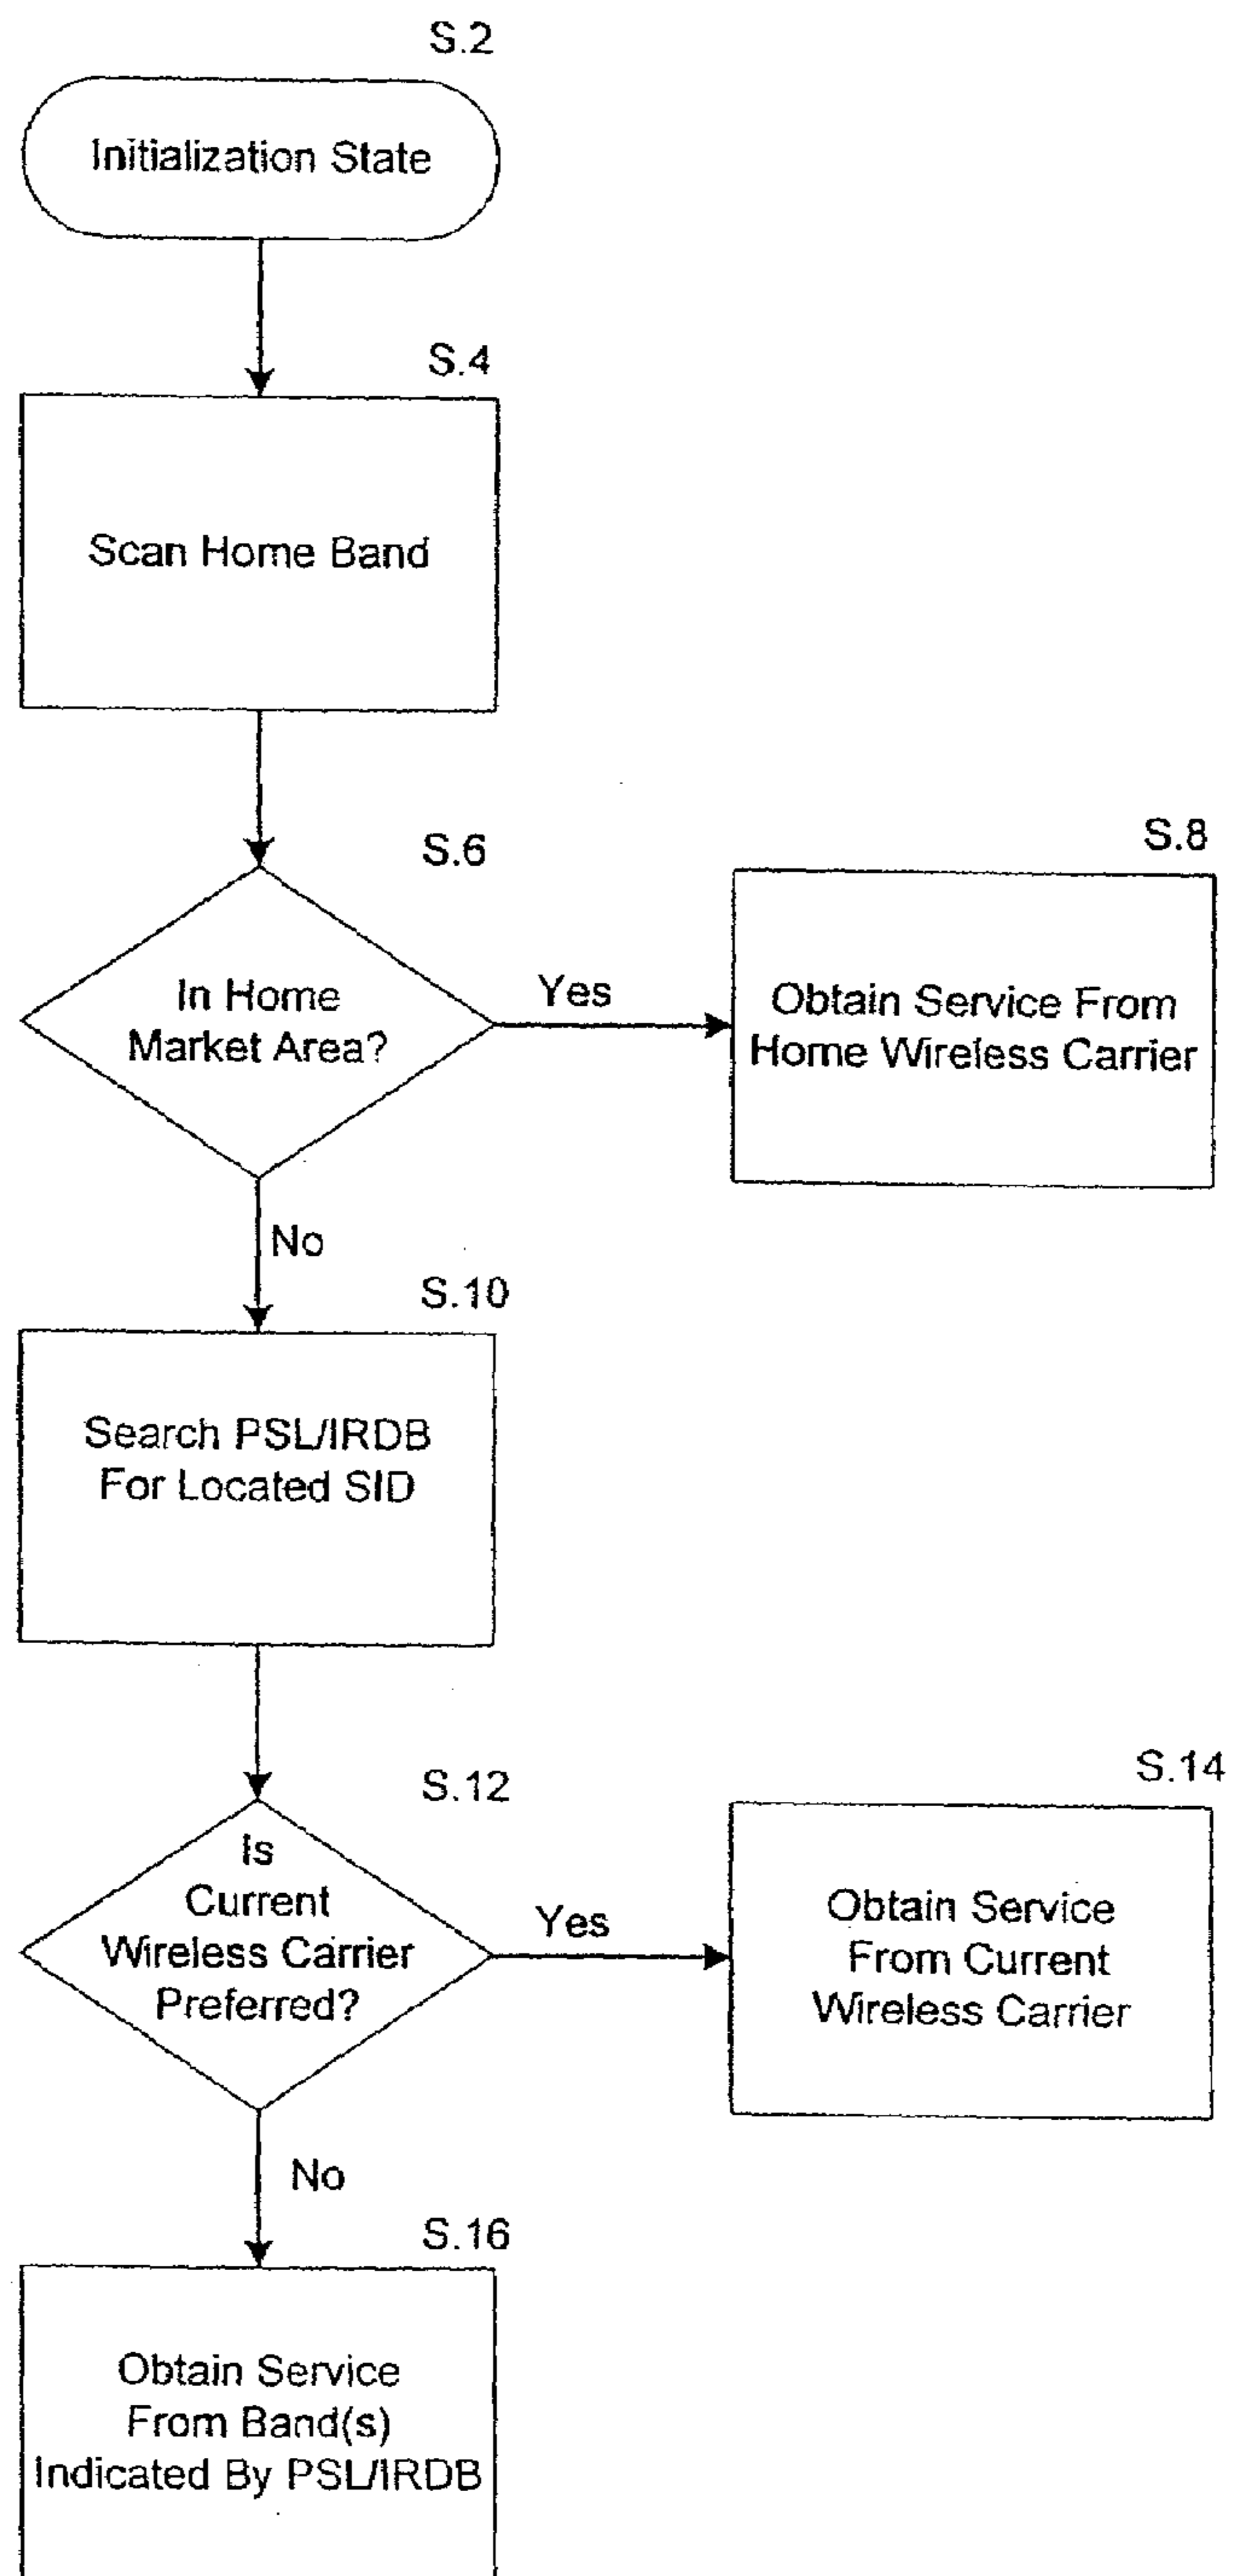 S.2
Initialization State
S.4
Scan Home Band
S.6
In Home
Market Area?
Yes
S.8
Obtain Service From
Home Wireless Carrier
No
S.10
Search PSL/IRDB
For Located SID
S.12
Is
Current
Wireless Carrier
Preferred?
Yes
S.14
Obtain Service
From Current
Wireless Carrier
No
S.16
Obtain Service
From Band(s)
Indicated By PSL/IRDB